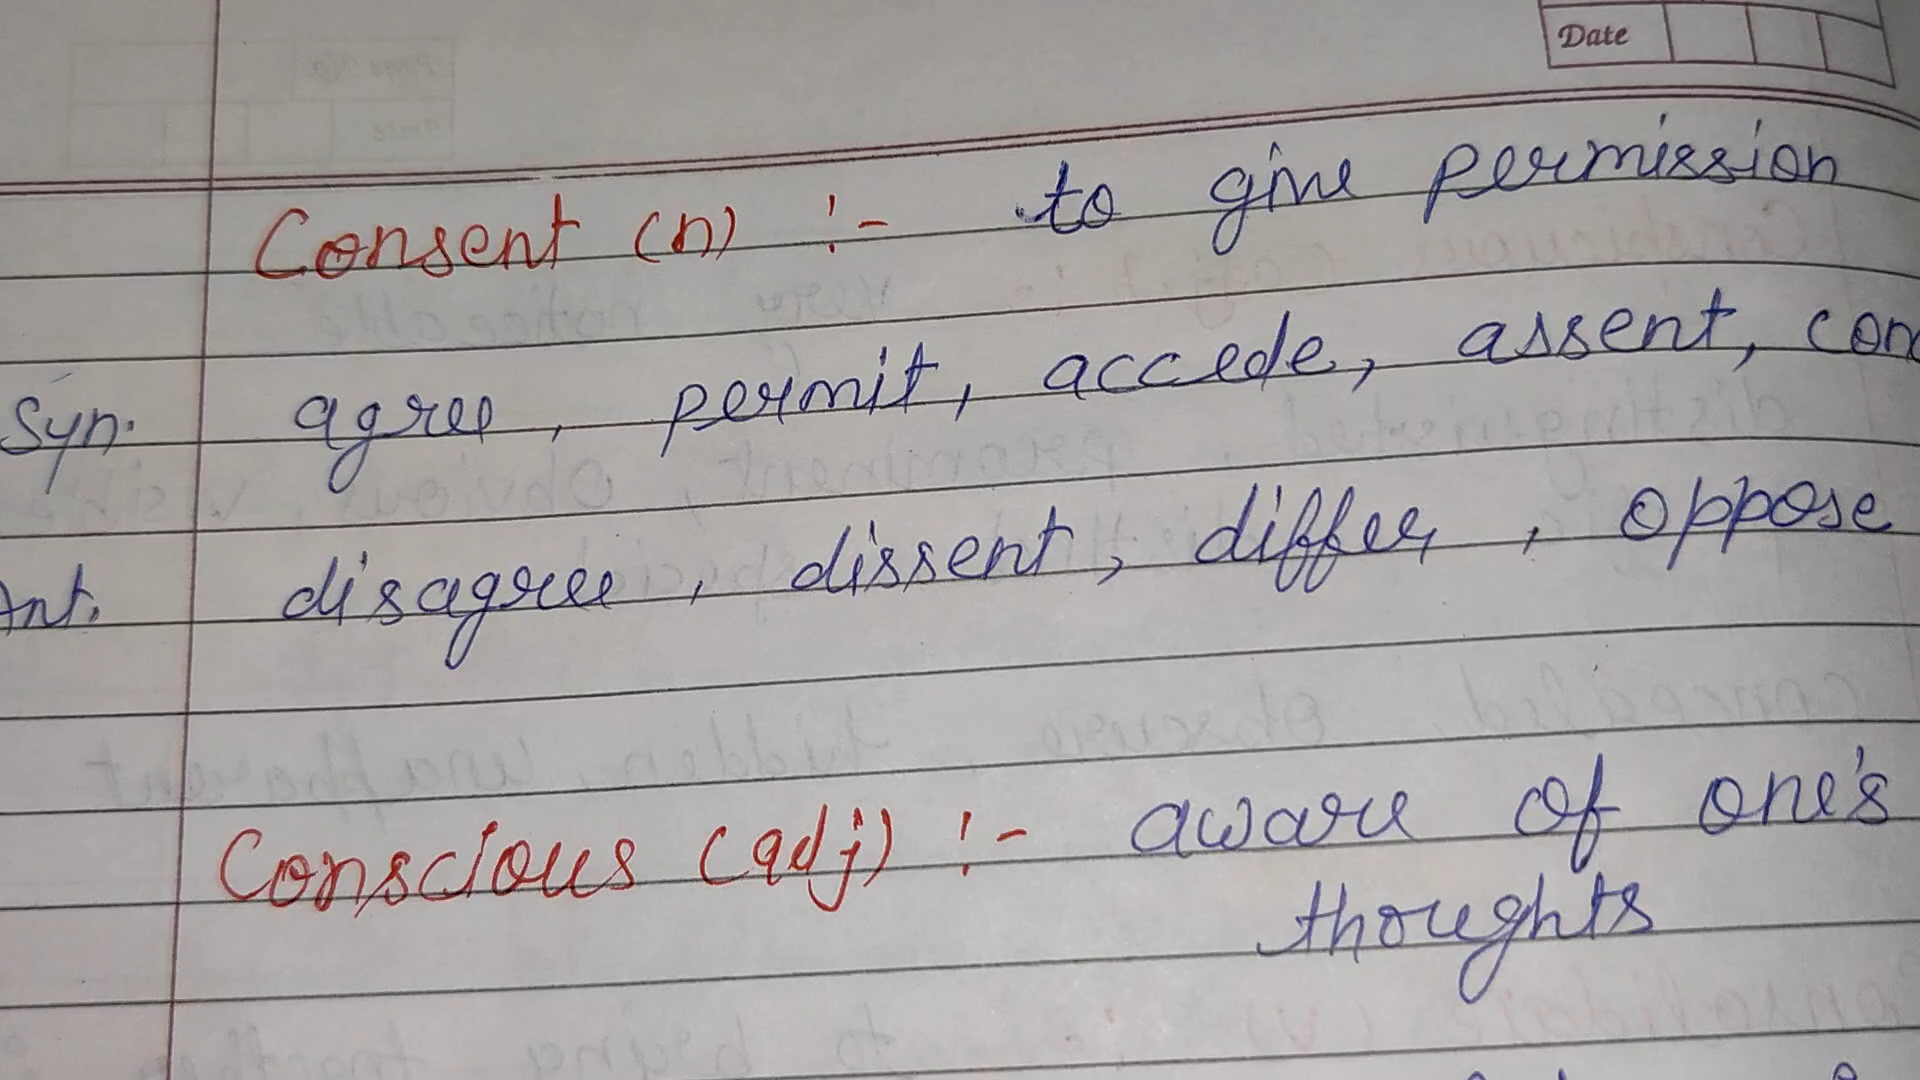 Date
Consent (n) :- to give permission
Syn. agree, permit, accede, assent,
Ant. disagree, dissent, differ, oppose
Conscious (adj) :- aware of one's
thoughts